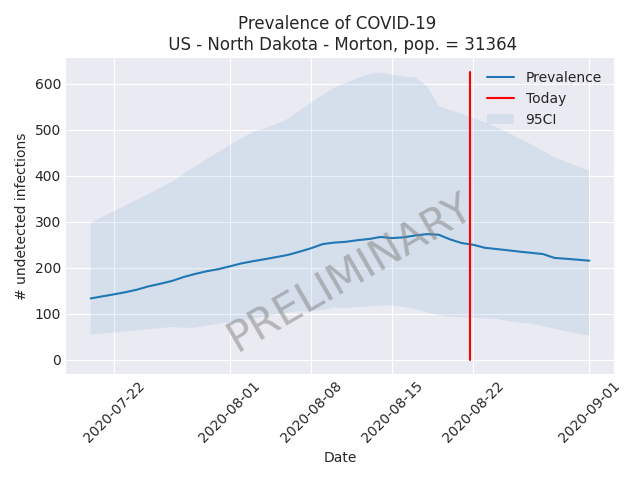 Prevalence of COVID-19
US - North Dakota - Morton, pop. = 31364
# undetected infections
600
500
400
300
200
100
0
Prevalence
Today
95CI
PRELIMINARY
2020-07-22
2020-08-01
2020-08-08
2020-08-15
2020-08-22
2020-09-01
Date